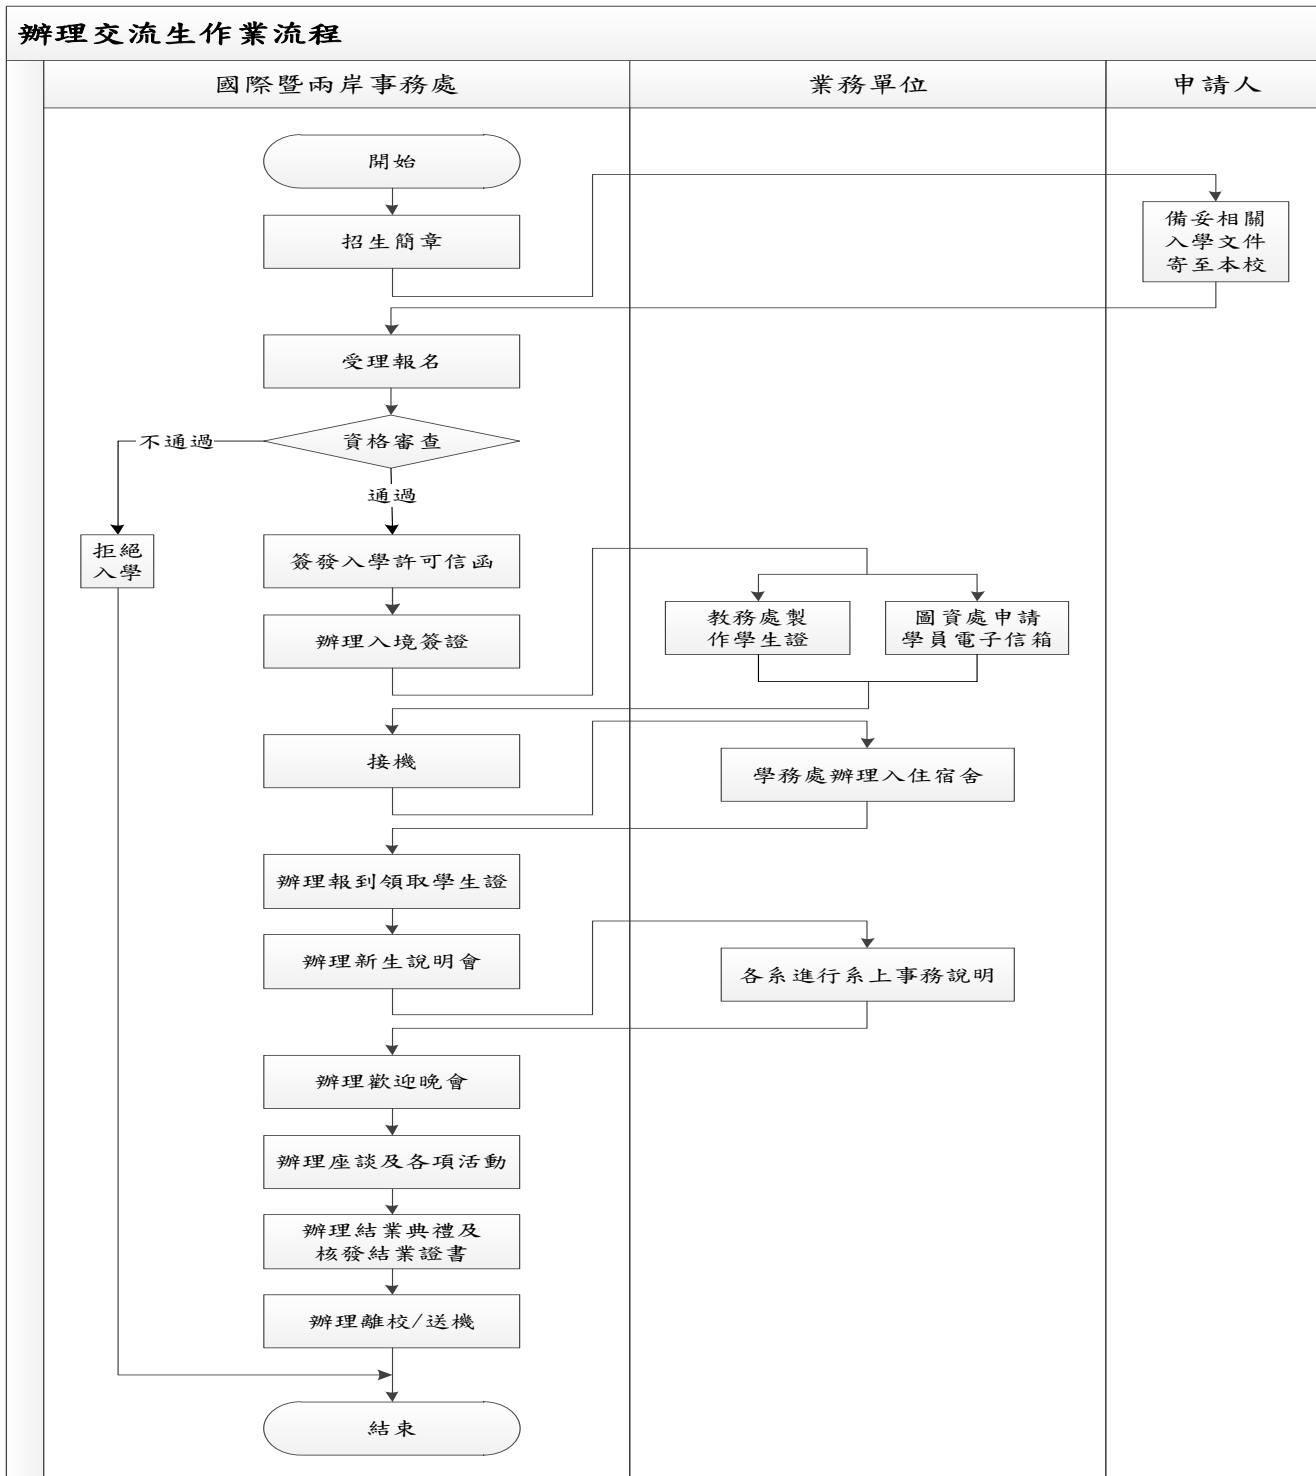 辦理交流生作業流程
國際暨兩岸事務處
業務單位
申請人
開始
招生簡章
備妥相關
入學文件
寄至本校
受理報名
資格審查
不通過
通過
拒絕
入學
簽發入學許可信函
辦理入境簽證
教務處製
作學生證
圖資處申請
學員電子信箱
接機
學務處辦理入住宿舍
辦理報到領取學生證
辦理新生說明會
各系進行系上事務說明
辦理歡迎晚會
辦理座談及各項活動
辦理結業典禮及
核發結業證書
辦理離校/送機
結束